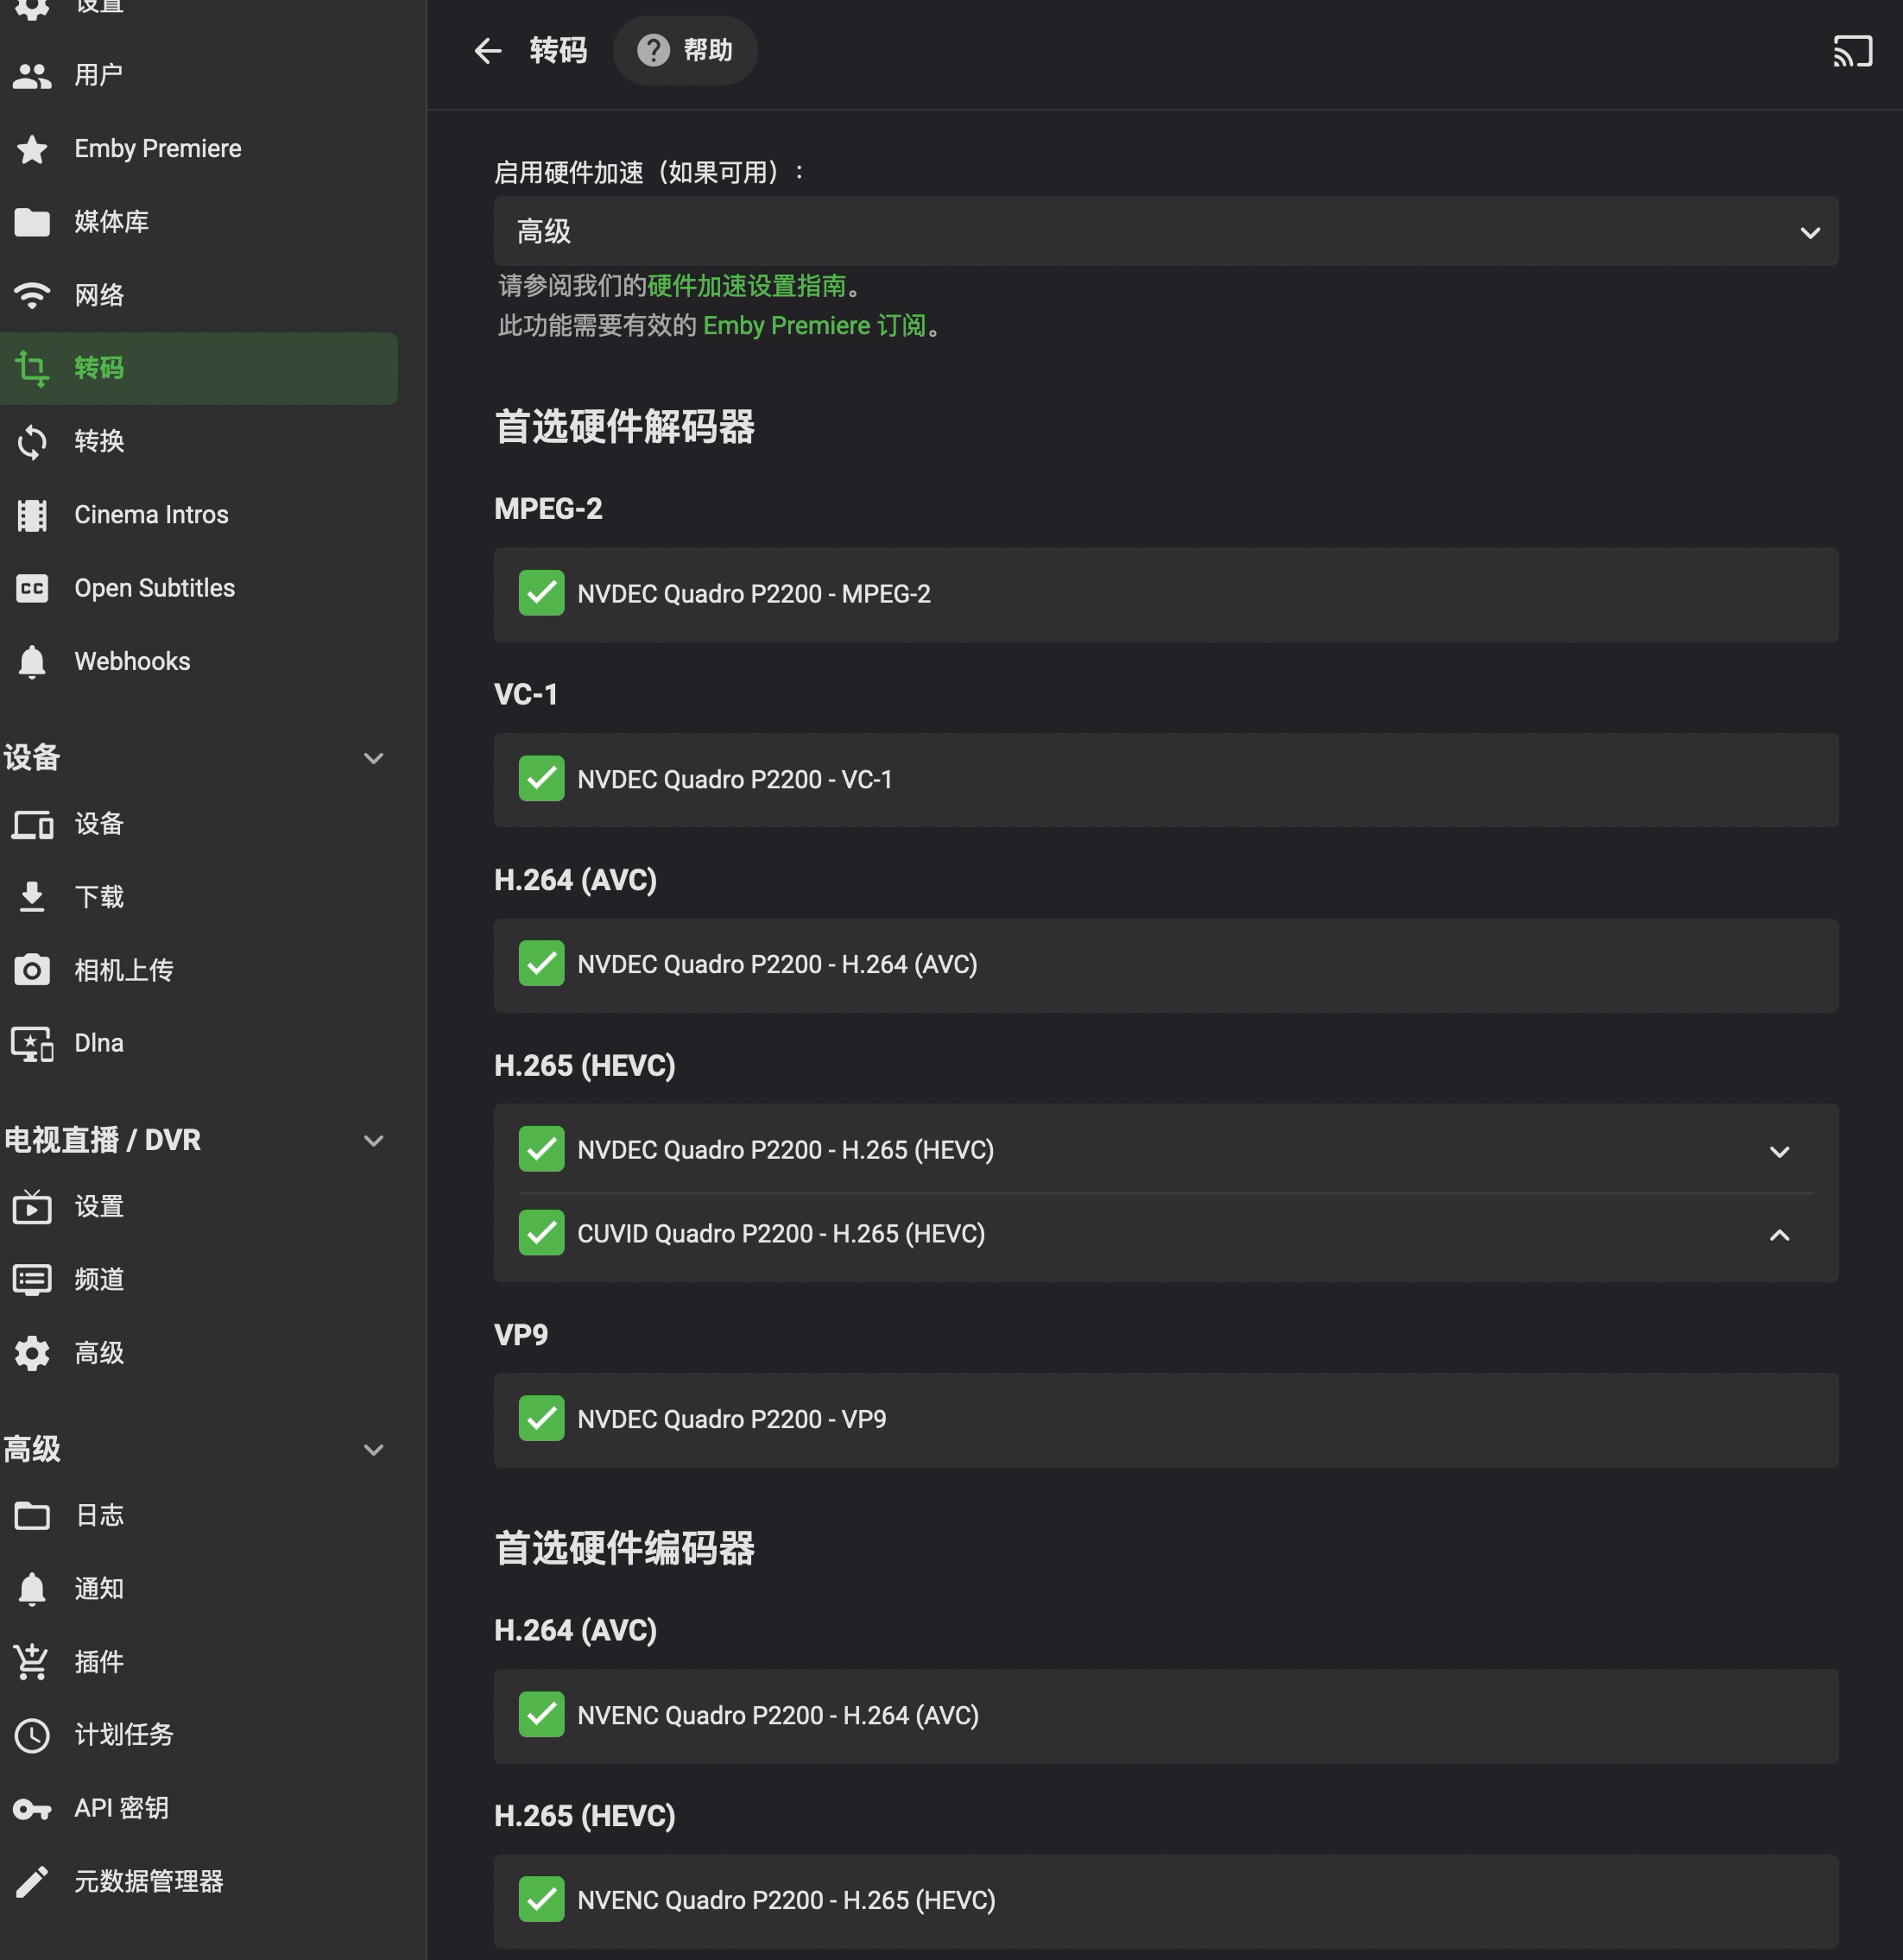 设置
用户
Emby Premiere
媒体库
网络
转码
转换
Cinema Intros
CC
Open Subtitles
Webhooks
设备
设备
下载
相机上传
Dlna
电视直播 / DVR
设置
频道
高级
高级
日志
通知
插件
计划任务
API 密钥
元数据管理器
转码
帮助
启用硬件加速（如果可用）:
高级
请参阅我们的硬件加速设置指南。
此功能需要有效的 Emby Premiere 订阅。
首选硬件解码器
MPEG-2
NVDEC Quadro P2200 - MPEG-2
VC-1
NVDEC Quadro P2200 - VC-1
H.264 (AVC)
NVDEC Quadro P2200 - H.264 (AVC)
H.265 (HEVC)
NVDEC Quadro P2200 - H.265 (HEVC)
CUVID Quadro P2200 - H.265 (HEVC)
VP9
NVDEC Quadro P2200 - VP9
首选硬件编码器
H.264 (AVC)
NVENC Quadro P2200 - H.264 (AVC)
H.265 (HEVC)
NVENC Quadro P2200 - H.265 (HEVC)